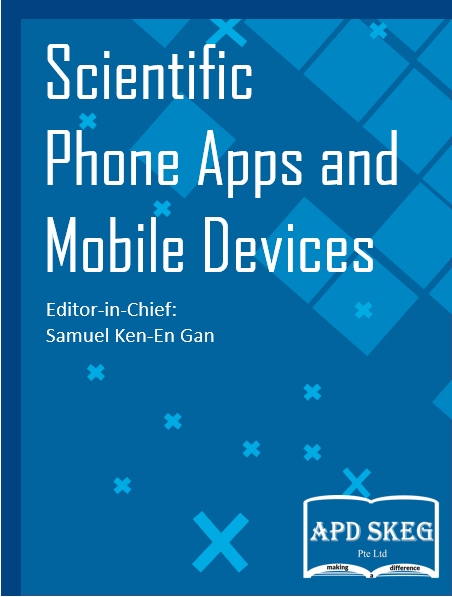 Scientific
Phone Apps and
Mobile Devices
Editor-in-Chief:
Samuel Ken-En Gan
APD SKEG
Pte Ltd
making
a
difference